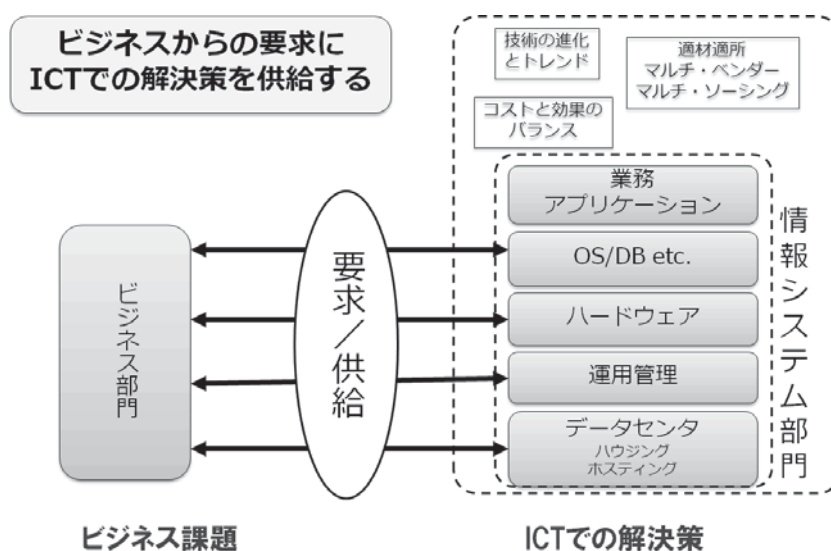 ビジネスからの要求に
ICTでの解決策を供給する
技術の進化
とトレンド
適材適所
マルチ・ベンダー
マルチ・ソーシング
コストと効果の
バランス
業務
アプリケーション
OS/DB etc.
ハードウェア
運用管理
データセンタ
ハウジング
ホスティング
情報システム部門
要求／供給
ビジネス部門
ビジネス課題
ICTでの解決策